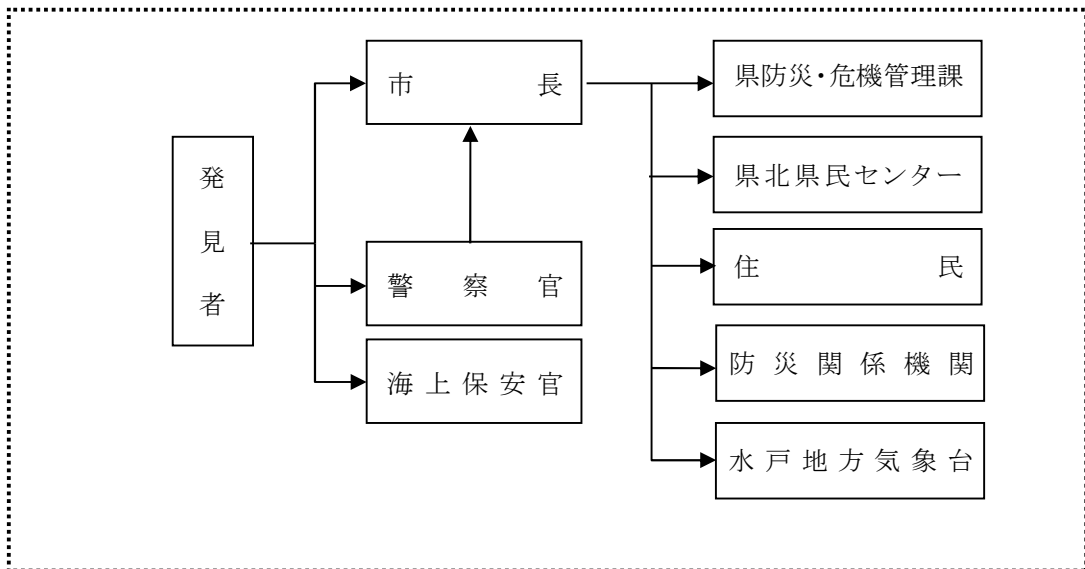 発見者
市長
警察官
海上保安官
県防災・危機管理課
県北県民センター
住民
防災関係機関
水戸地方気象台